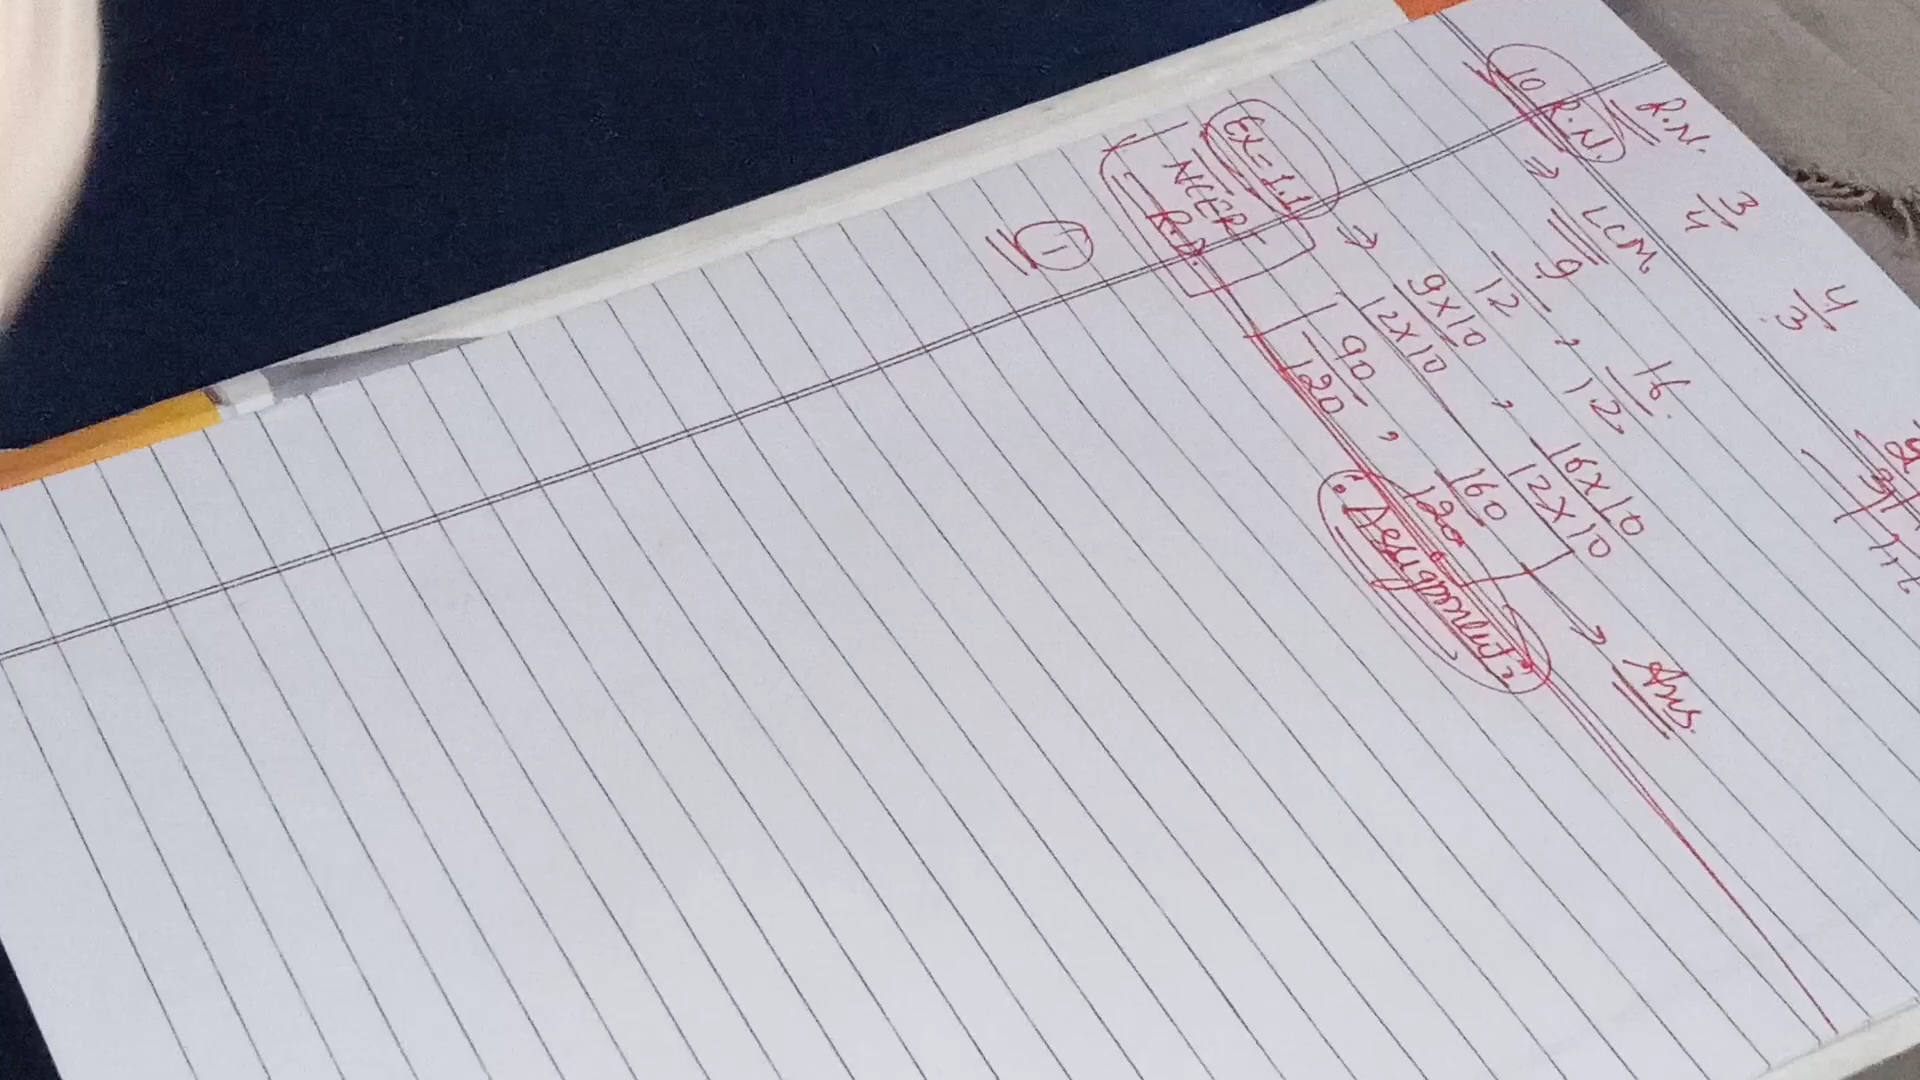 R.N. 3/4 4/3
10 R.N. ⇒ LCM
9/12 , 16/12
Ex=1.1 ⇒ 9×10/12×10 , 16×10/12×10
NCERT 90/120 , 160/120 → Ans.
R.D. : Assignment :
①